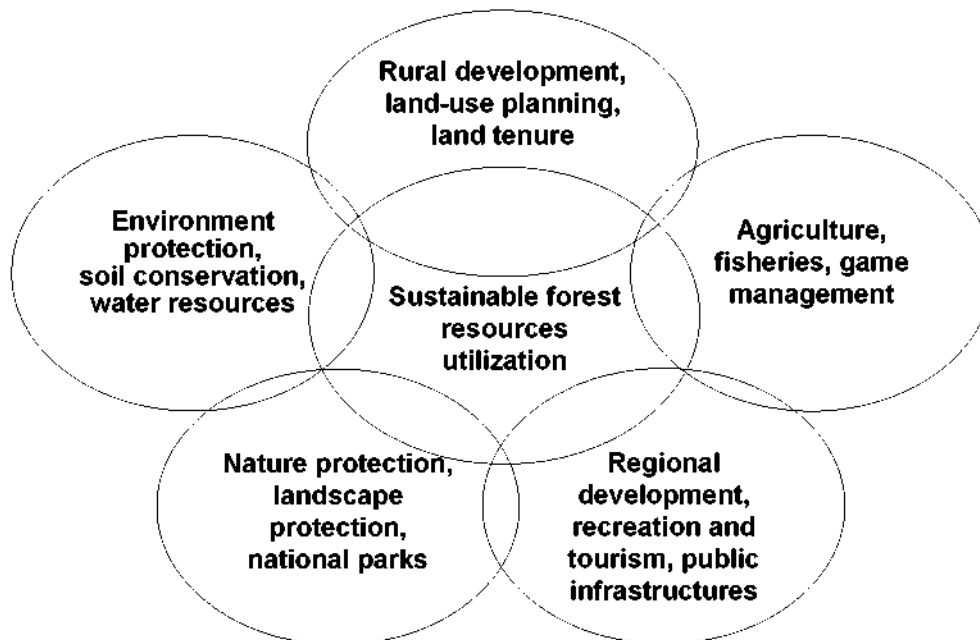 Rural development,
land-use planning,
land tenure
Environment
protection,
soil conservation,
water resources
Agriculture,
fisheries, game
management
Sustainable forest
resources
utilization
Nature protection,
landscape
protection,
national parks
Regional
development,
recreation and
tourism, public
infrastructures